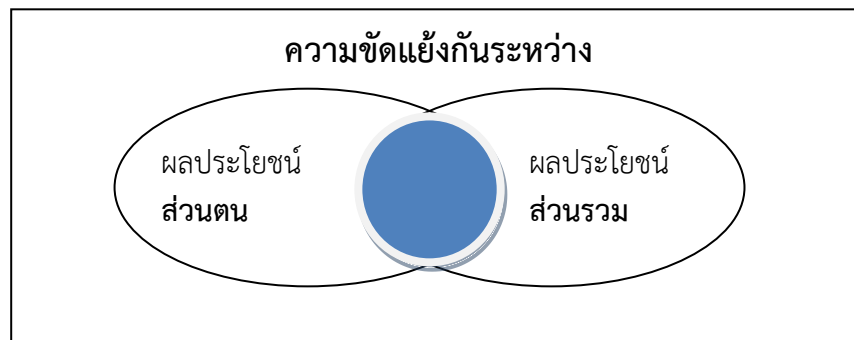 ความขัดแย้งกันระหว่าง
ผลประโยชน์
ส่วนตน
ผลประโยชน์
ส่วนรวม